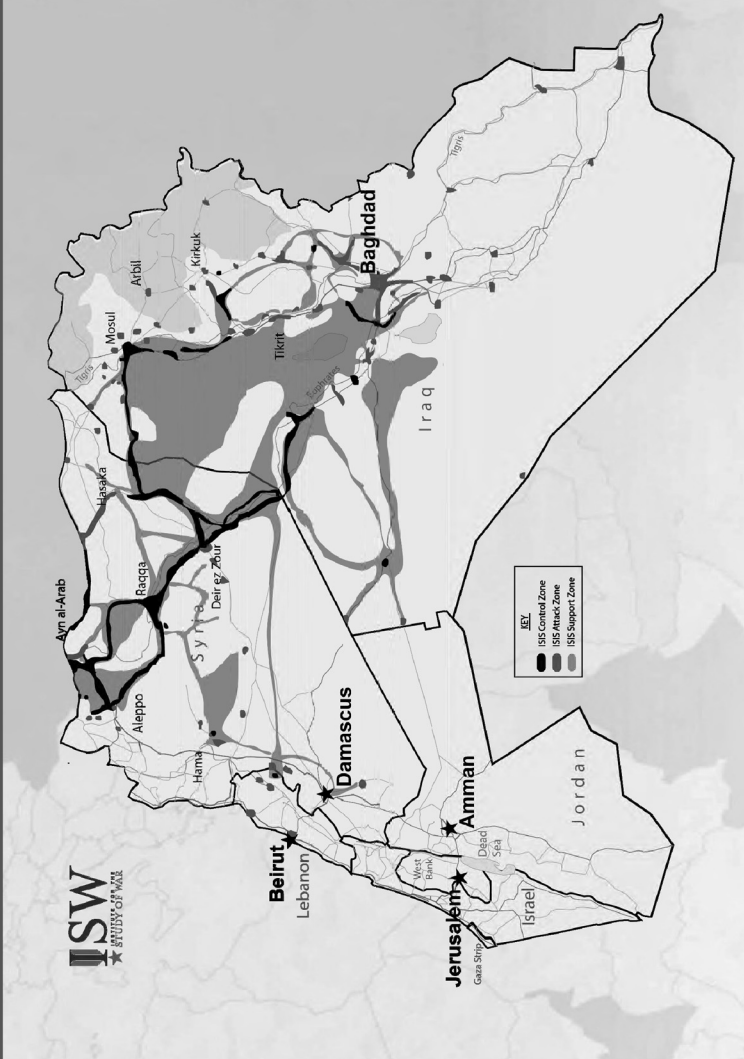 ISW
INSTITUTE FOR THE
STUDY OF WAR
Ayn al-Arab
Aleppo
Hama
Raqqa
Hasaka
Deir ez Zour
Syria
Tigris
Mosul
Arbil
Kirkuk
Tikrit
Euphrates
Baghdad
Tigris
Iraq
Beirut
Lebanon
Damascus
Jerusalem
Gaza Strip
West
Bank
Israel
Amman
Dead
Sea
Jordan
KEY
ISIS Control Zone
ISIS Attack Zone
ISIS Support Zone